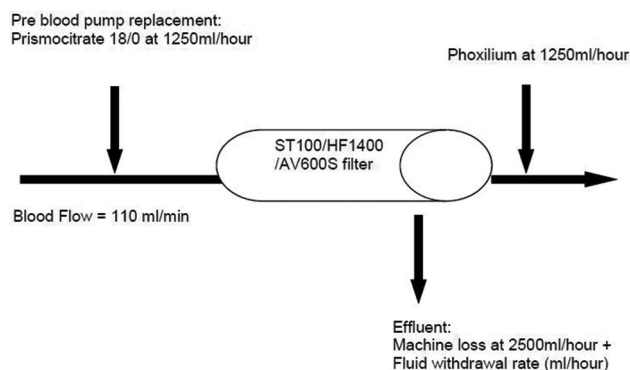 Pre blood pump replacement:
Prismocitrate 18/0 at 1250ml/hour
Phoxilium at 1250ml/hour
ST100/HF1400
/AV600S filter
Blood Flow = 110 ml/min
Effluent:
Machine loss at 2500ml/hour +
Fluid withdrawal rate (ml/hour)